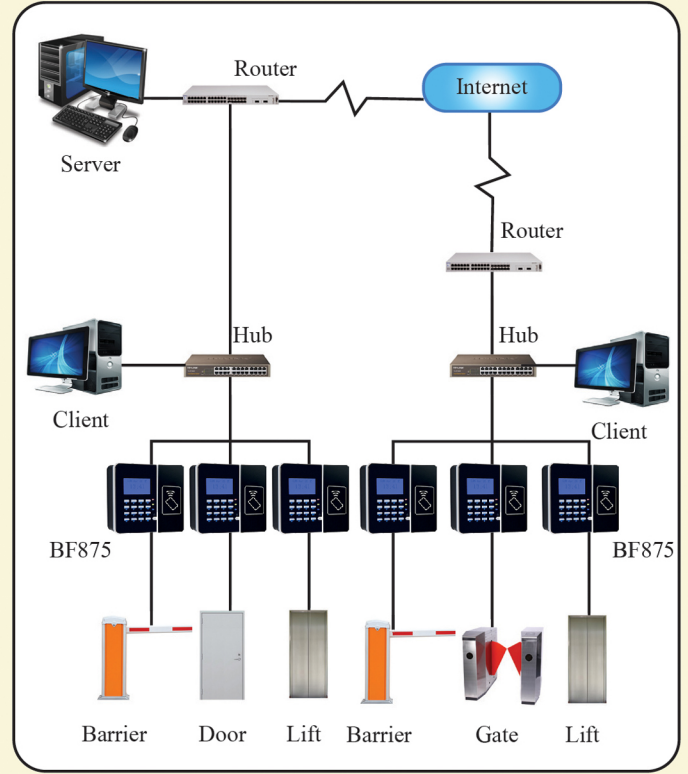 Router
Internet
Server
Router
Hub
Hub
Client
Client
BF875
BF875
Barrier
Door
Lift
Barrier
Gate
Lift